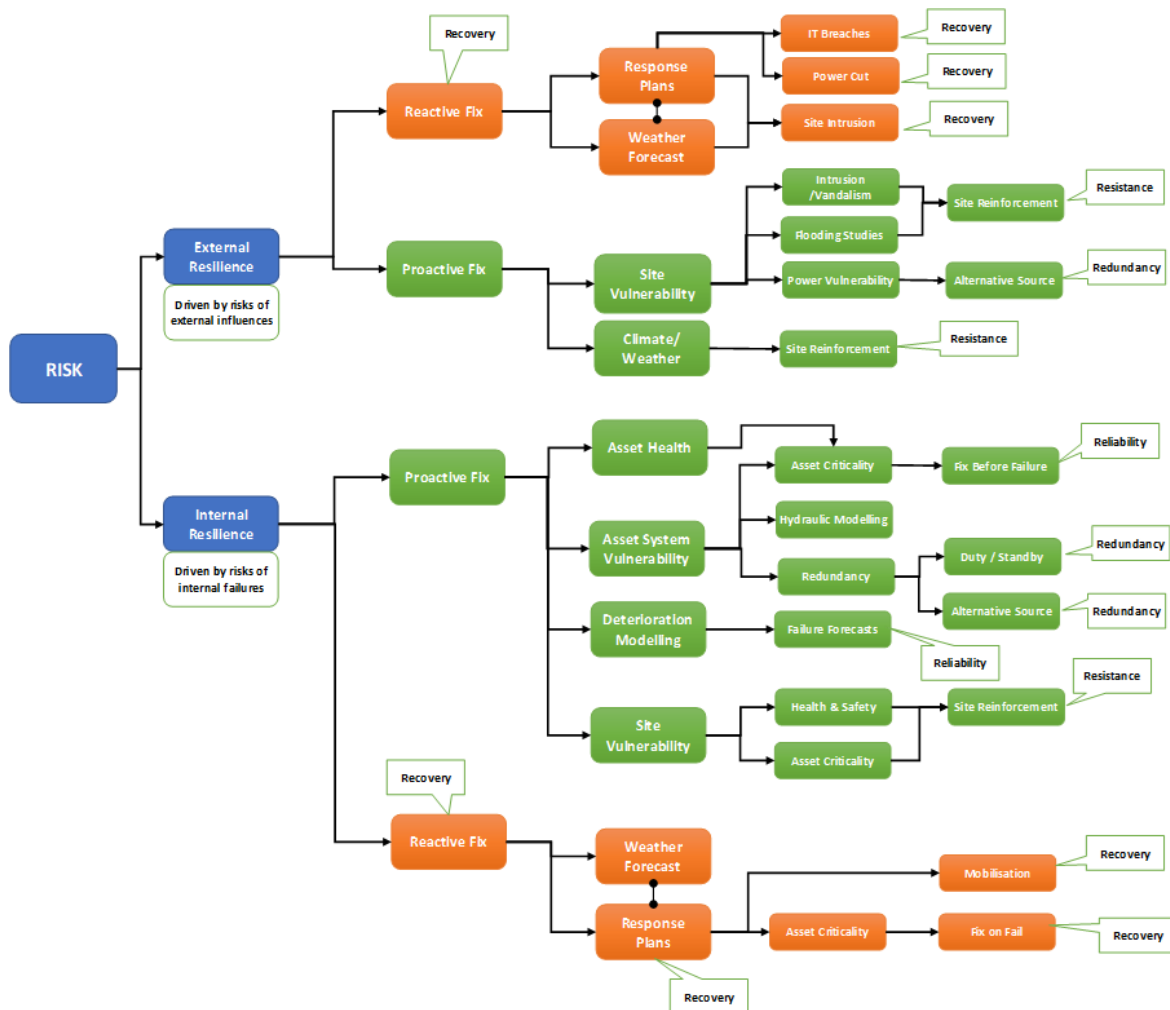 Recovery
IT Breaches
Recovery
Response
Plans
Power Cut
Recovery
Reactive Fix
Site Intrusion
Recovery
Weather
Forecast
Intrusion
/Vandalism
Site Reinforcement
Resistance
External
Resilience
Flooding Studies
Proactive Fix
Site
Vulnerability
Power Vulnerability
Alternative Source
Redundancy
Driven by risks of
external influences
Climate/
Weather
Site Reinforcement
Resistance
RISK
Asset Health
Reliability
Proactive Fix
Asset Criticality
Fix Before Failure
Internal
Resilience
Hydraulic Modelling
Asset System
Vulnerability
Duty / Standby
Redundancy
Driven by risks of
internal failures
Redundancy
Alternative Source
Redundancy
Deterioration
Modelling
Failure Forecasts
Reliability
Resistance
Health & Safety
Site Reinforcement
Site
Vulnerability
Asset Criticality
Recovery
Reactive Fix
Weather
Forecast
Recovery
Mobilisation
Response
Plans
Asset Criticality
Fix on Fail
Recovery
Recovery